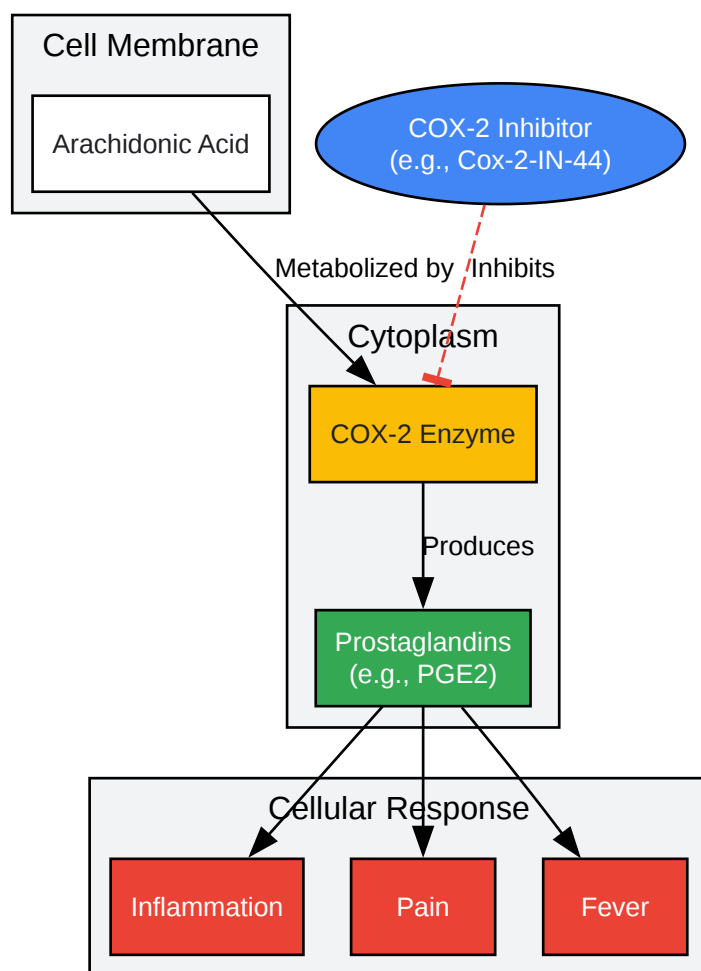 Cell Membrane
Arachidonic Acid
COX-2 Inhibitor
(e.g., Cox-2-IN-44)
Metabolized by
Inhibits
Cytoplasm
COX-2 Enzyme
Produces
Prostaglandins
(e.g., PGE2)
Cellular Response
Inflammation
Pain
Fever